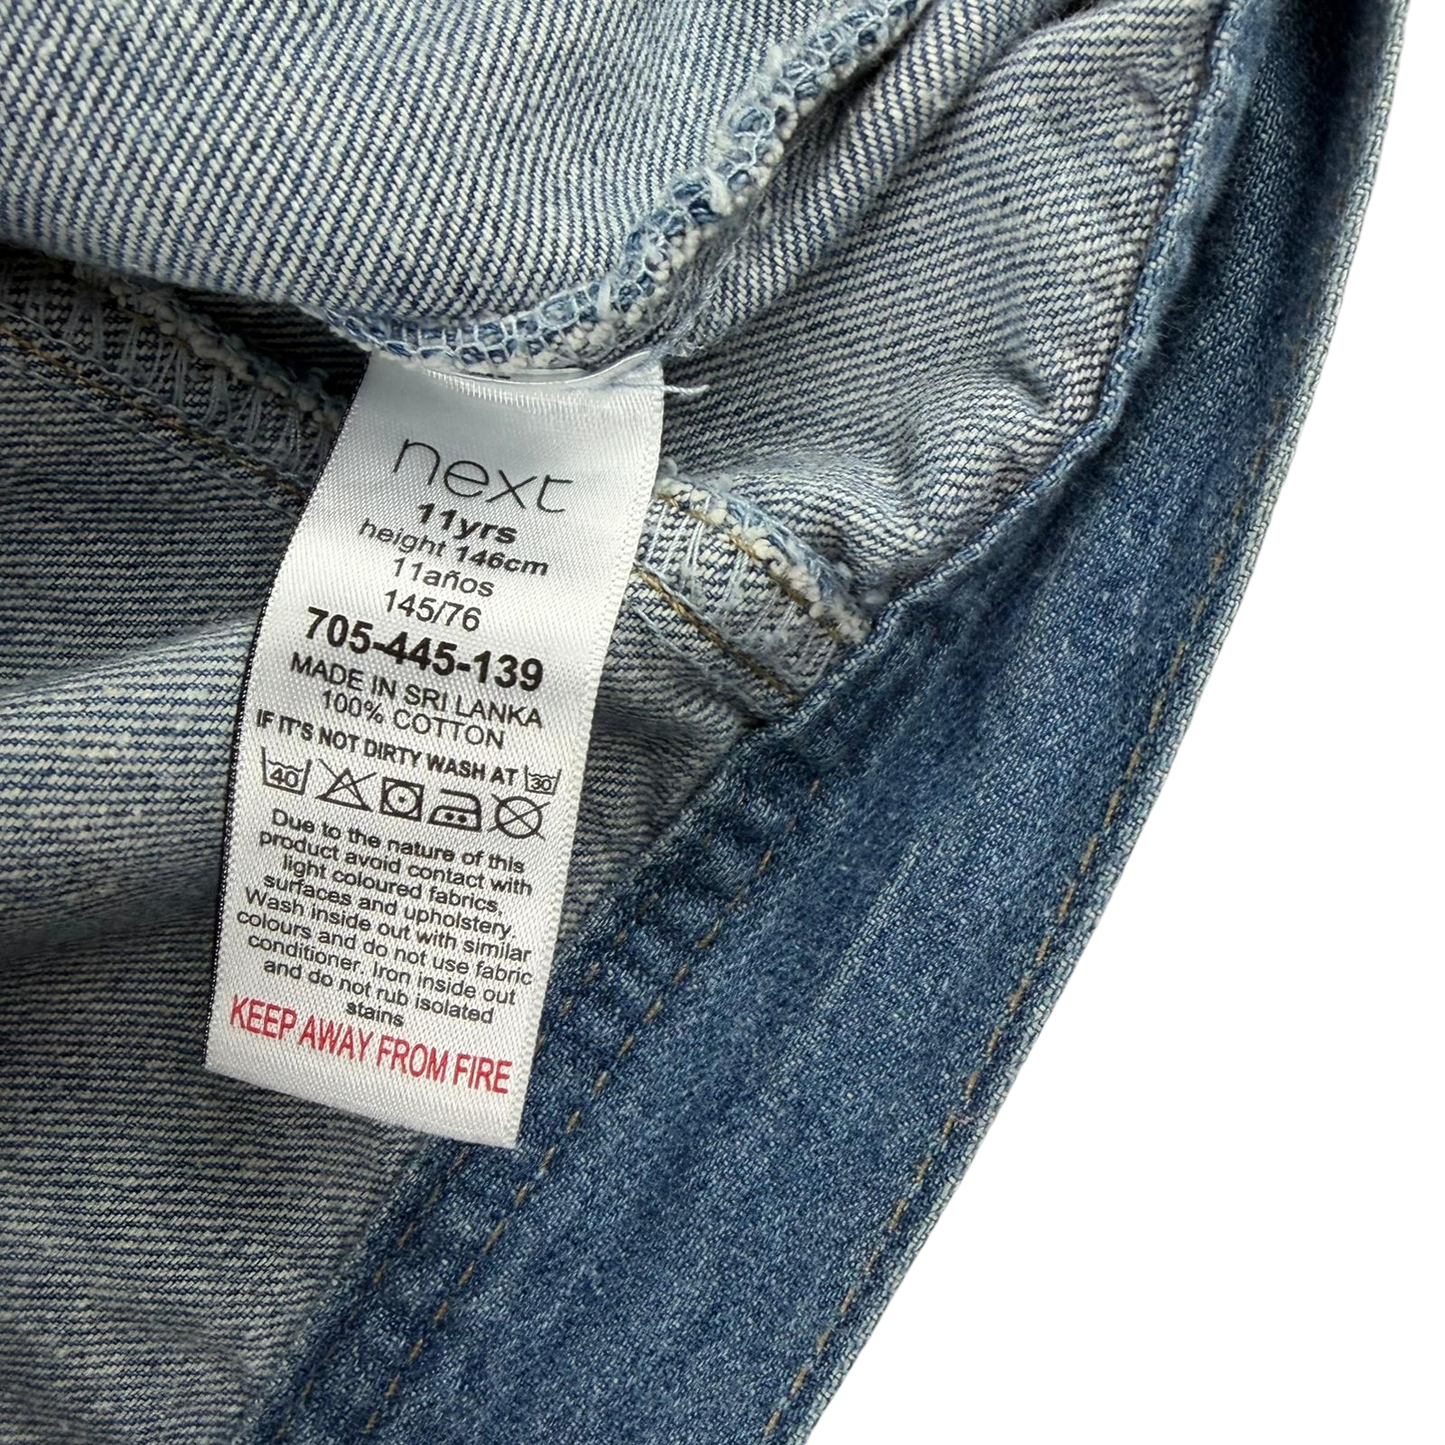 next
11yrs
height 146cm
11años
145/76
705-445-139
MADE IN SRI LANKA
100% COTTON
IF IT'S NOT DIRTY WASH AT 30
40
Due to the nature of this
product avoid contact with
light coloured fabrics,
surfaces and upholstery.
Wash inside out with similar
colours and do not use fabric
conditioner. Iron inside out
and do not rub isolated
stains
KEEP AWAY FROM FIRE